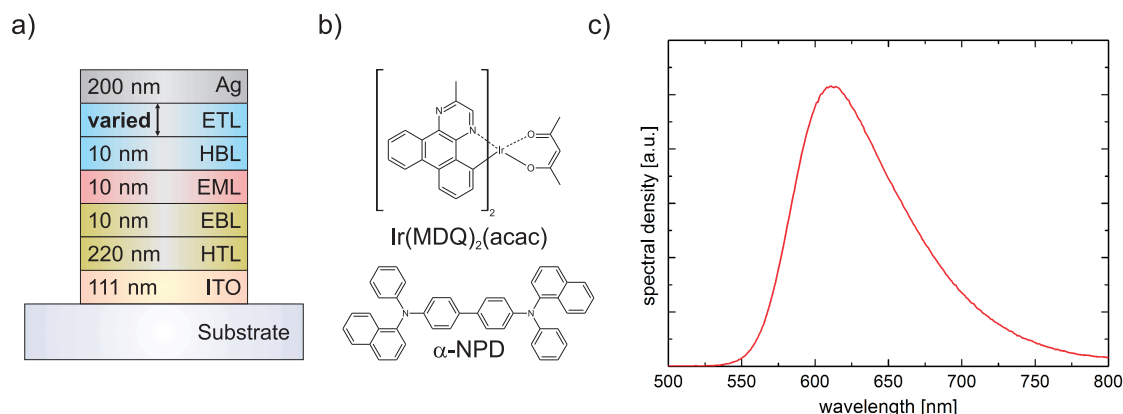 a)
200 nm Ag
varied ETL
10 nm HBL
10 nm EML
10 nm EBL
220 nm HTL
111 nm ITO
Substrate
b)
N
N
Ir
O
O
2
Ir(MDQ)₂(acac)
N
N
α-NPD
c)
spectral density [a.u.]
500 550 600 650 700 750 800
wavelength [nm]